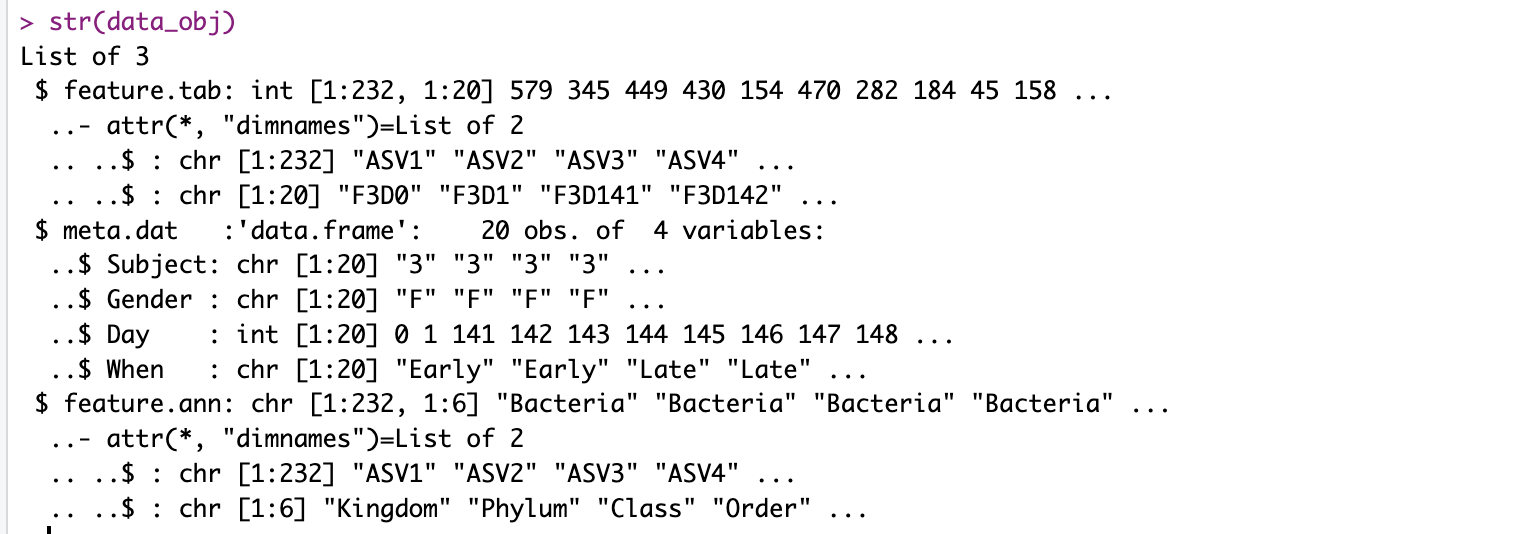 > str(data_obj)
List of 3
 $ feature.tab: int [1:232, 1:20] 579 345 449 430 154 470 282 184 45 158 ...
  ..- attr(*, "dimnames")=List of 2
  .. ..$ : chr [1:232] "ASV1" "ASV2" "ASV3" "ASV4" ...
  .. ..$ : chr [1:20] "F3D0" "F3D1" "F3D141" "F3D142" ...
 $ meta.dat   :'data.frame':	20 obs. of  4 variables:
  ..$ Subject: chr [1:20] "3" "3" "3" "3" ...
  ..$ Gender : chr [1:20] "F" "F" "F" "F" ...
  ..$ Day    : int [1:20] 0 1 141 142 143 144 145 146 147 148 ...
  ..$ When   : chr [1:20] "Early" "Early" "Late" "Late" ...
 $ feature.ann: chr [1:232, 1:6] "Bacteria" "Bacteria" "Bacteria" "Bacteria" ...
  ..- attr(*, "dimnames")=List of 2
  .. ..$ : chr [1:232] "ASV1" "ASV2" "ASV3" "ASV4" ...
  .. ..$ : chr [1:6] "Kingdom" "Phylum" "Class" "Order" ...